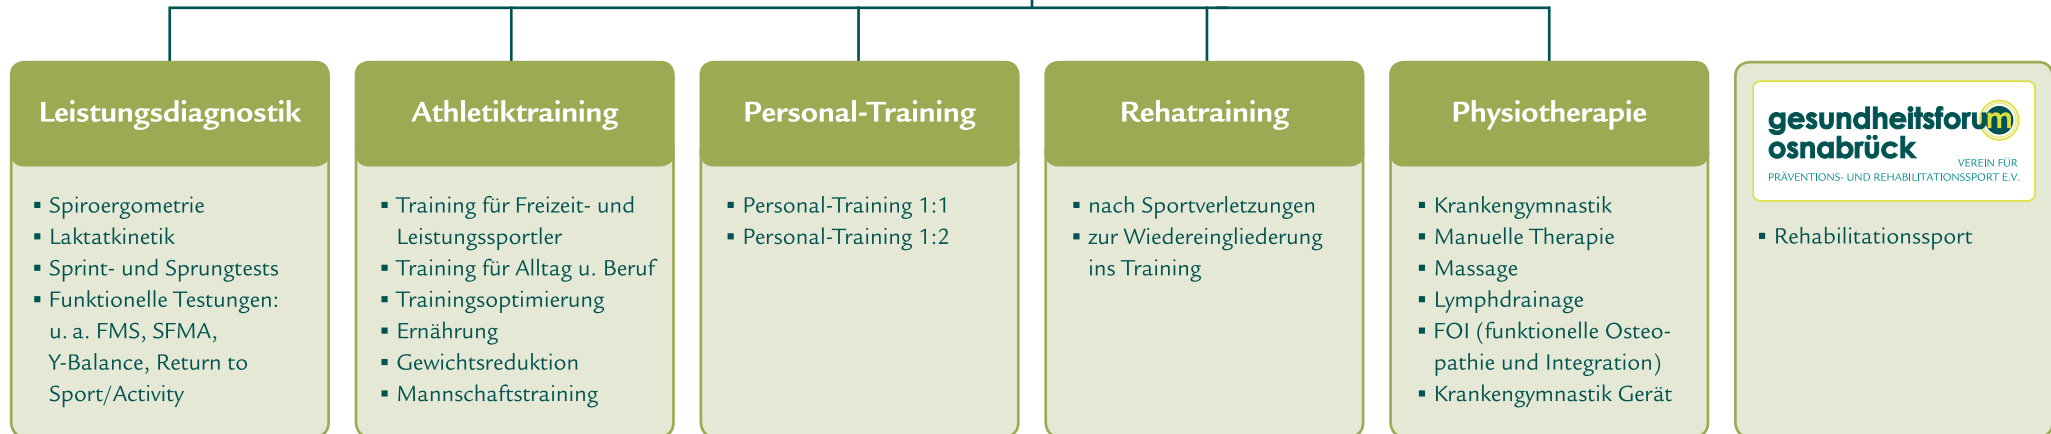 Leistungsdiagnostik
▪ Spiroergometrie
▪ Laktatkinetik
▪ Sprint- und Sprungtests
▪ Funktionelle Testungen:
u. a. FMS, SFMA,
Y-Balance, Return to
Sport/Activity
Athletiktraining
▪ Training für Freizeit- und
Leistungssportler
▪ Training für Alltag u. Beruf
▪ Trainingsoptimierung
▪ Ernährung
▪ Gewichtsreduktion
▪ Mannschaftstraining
Personal-Training
▪ Personal-Training 1:1
▪ Personal-Training 1:2
Rehatraining
▪ nach Sportverletzungen
▪ zur Wiedereingliederung
ins Training
Physiotherapie
▪ Krankengymnastik
▪ Manuelle Therapie
▪ Massage
▪ Lymphdrainage
▪ FOI (funktionelle Osteo-
pathie und Integration)
▪ Krankengymnastik Gerät
gesundheitsforum
osnabrück
VEREIN FÜR
PRÄVENTIONS- UND REHABILITATIONSSPORT E.V.
▪ Rehabilitationssport